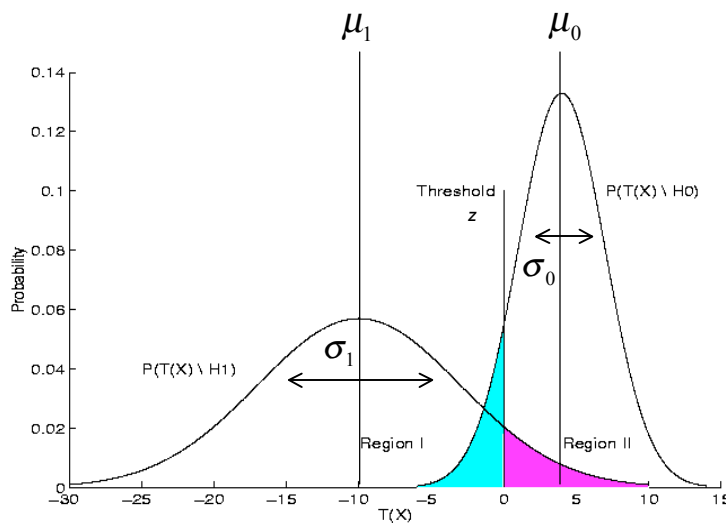 μ₁ μ₀
0.14
0.12
0.1
0.08
0.06
0.04
0.02
0
Probability
Threshold
z
P(T(X) \ H0)
σ₀
σ₁
P(T(X) \ H1)
Region I
Region II
-30 -25 -20 -15 -10 -5 0 5 10 15
T(X)